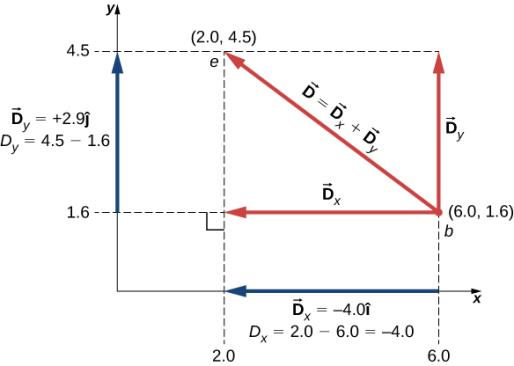 y
(2.0, 4.5)
4.5
e
D⃗ = D⃗ₓ + D⃗ᵧ
D⃗ᵧ = +2.9ĵ
Dᵧ = 4.5 – 1.6
D⃗ᵧ
D⃗ₓ
1.6
(6.0, 1.6)
b
x
D⃗ₓ = –4.0î
Dₓ = 2.0 – 6.0 = –4.0
2.0
6.0